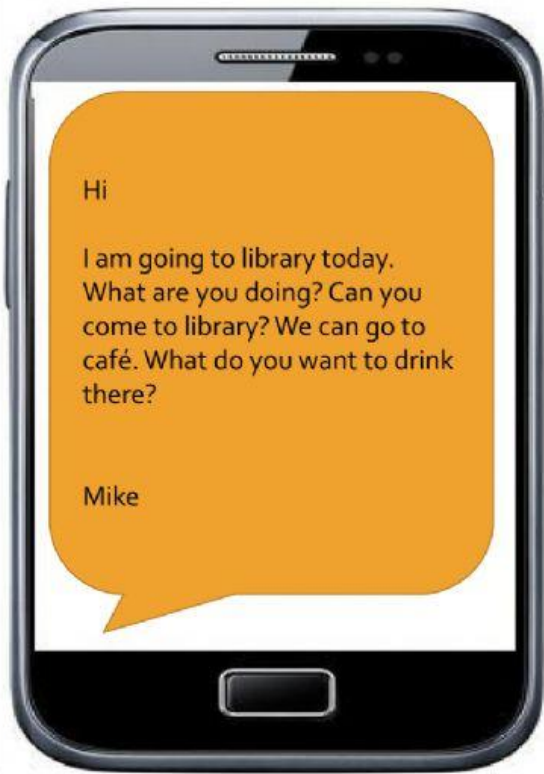 Hi
I am going to library today.
What are you doing? Can you
come to library? We can go to
café. What do you want to drink
there?
Mike